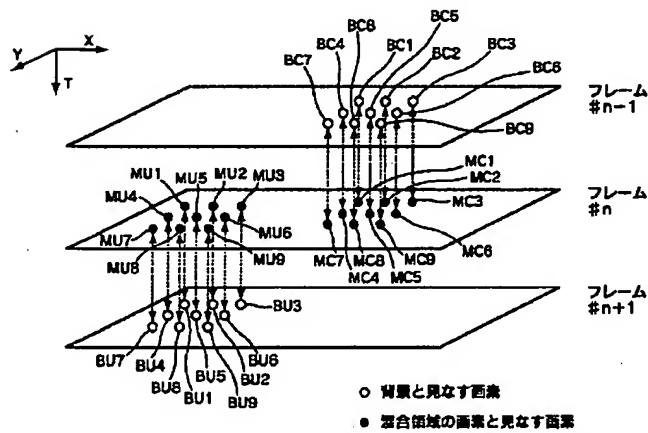 Y
X
T
BC7
BC4
BC8
BC1
BC5
BC2
BC3
BC6
BC9
フレーム
#n-1
MU1
MU4
MU7
MU5
MU2
MU3
MU8
MU9
MU6
MC1
MC2
MC3
MC6
MC7
MC4
MC8
MC5
MC9
フレーム
#n
BU3
BU7
BU4
BU8
BU1
BU5
BU9
BU2
BU6
フレーム
#n+1
○ 背景と見なす画素
● 混合領域の画素と見なす画素